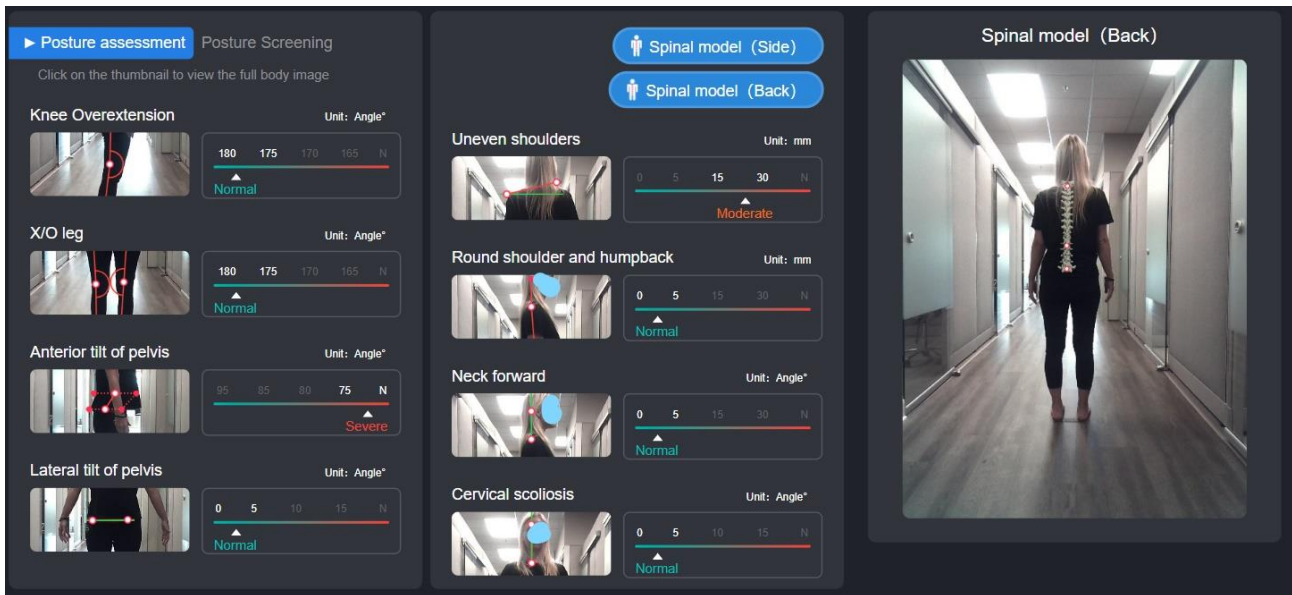 ▶ Posture assessment Posture Screening
Click on the thumbnail to view the full body image
Knee Overextension Unit: Angle°
180 175 170 165 N
Normal
X/O leg Unit: Angle°
180 175 170 165 N
Normal
Anterior tilt of pelvis Unit: Angle°
95 85 80 75 N
Severe
Lateral tilt of pelvis Unit: Angle°
0 5 10 15 N
Normal
Spinal model（Side）
Spinal model（Back）
Uneven shoulders Unit: mm
0 5 15 30 N
Moderate
Round shoulder and humpback Unit: mm
0 5 15 30 N
Normal
Neck forward Unit: Angle°
0 5 15 30 N
Normal
Cervical scoliosis Unit: Angle°
0 5 10 15 N
Normal
Spinal model（Back）